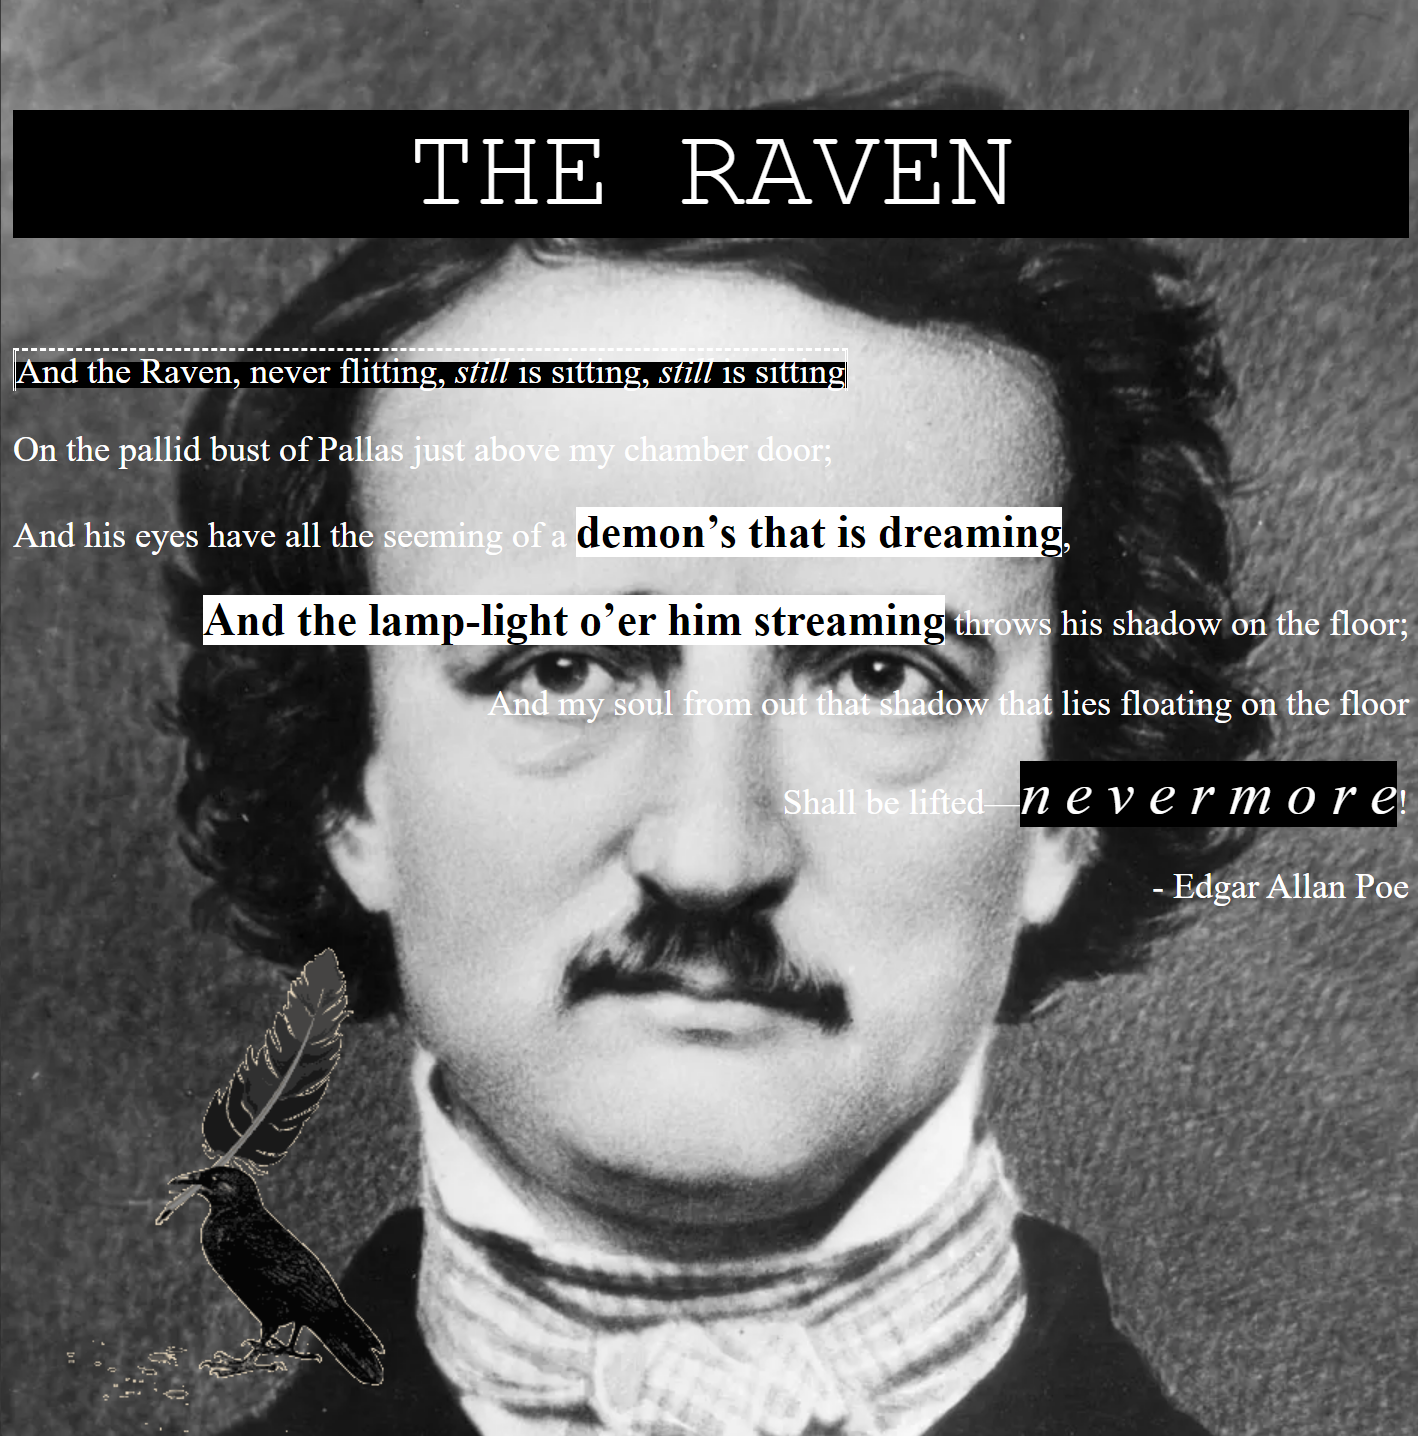 THE RAVEN
And the Raven, never flitting, still is sitting, still is sitting
On the pallid bust of Pallas just above my chamber door;
And his eyes have all the seeming of a demon’s that is dreaming,
And the lamp-light o’er him streaming throws his shadow on the floor;
And my soul from out that shadow that lies floating on the floor
Shall be lifted—nevermore!
- Edgar Allan Poe